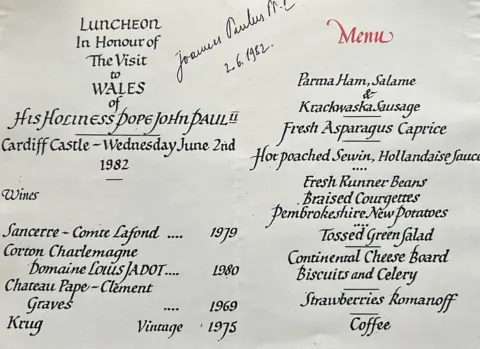 LUNCHEON
In Honour of
The Visit
to
WALES
of
His Holiness Pope John Paul II
Cardiff Castle – Wednesday June 2nd
1982
Wines
Sancerre – Comte Lafond .... 1979
Corton Charlemagne
Domaine Louis JADOT.... 1980
Chateau Pape – Clement
Graves .... 1969
Krug Vintage 1975
Joannes Paulus PP. II
2.6.1982.
Menu
Parma Ham, Salame
&
Krackwaska Sausage
Fresh Asparagus Caprice
Hot poached Sewin, Hollandaise Sauce
....
Fresh Runner Beans
Braised Courgettes
Pembrokeshire New Potatoes
....
Tossed Green Salad
Continental Cheese Board
Biscuits and Celery
Strawberries Romanoff
Coffee